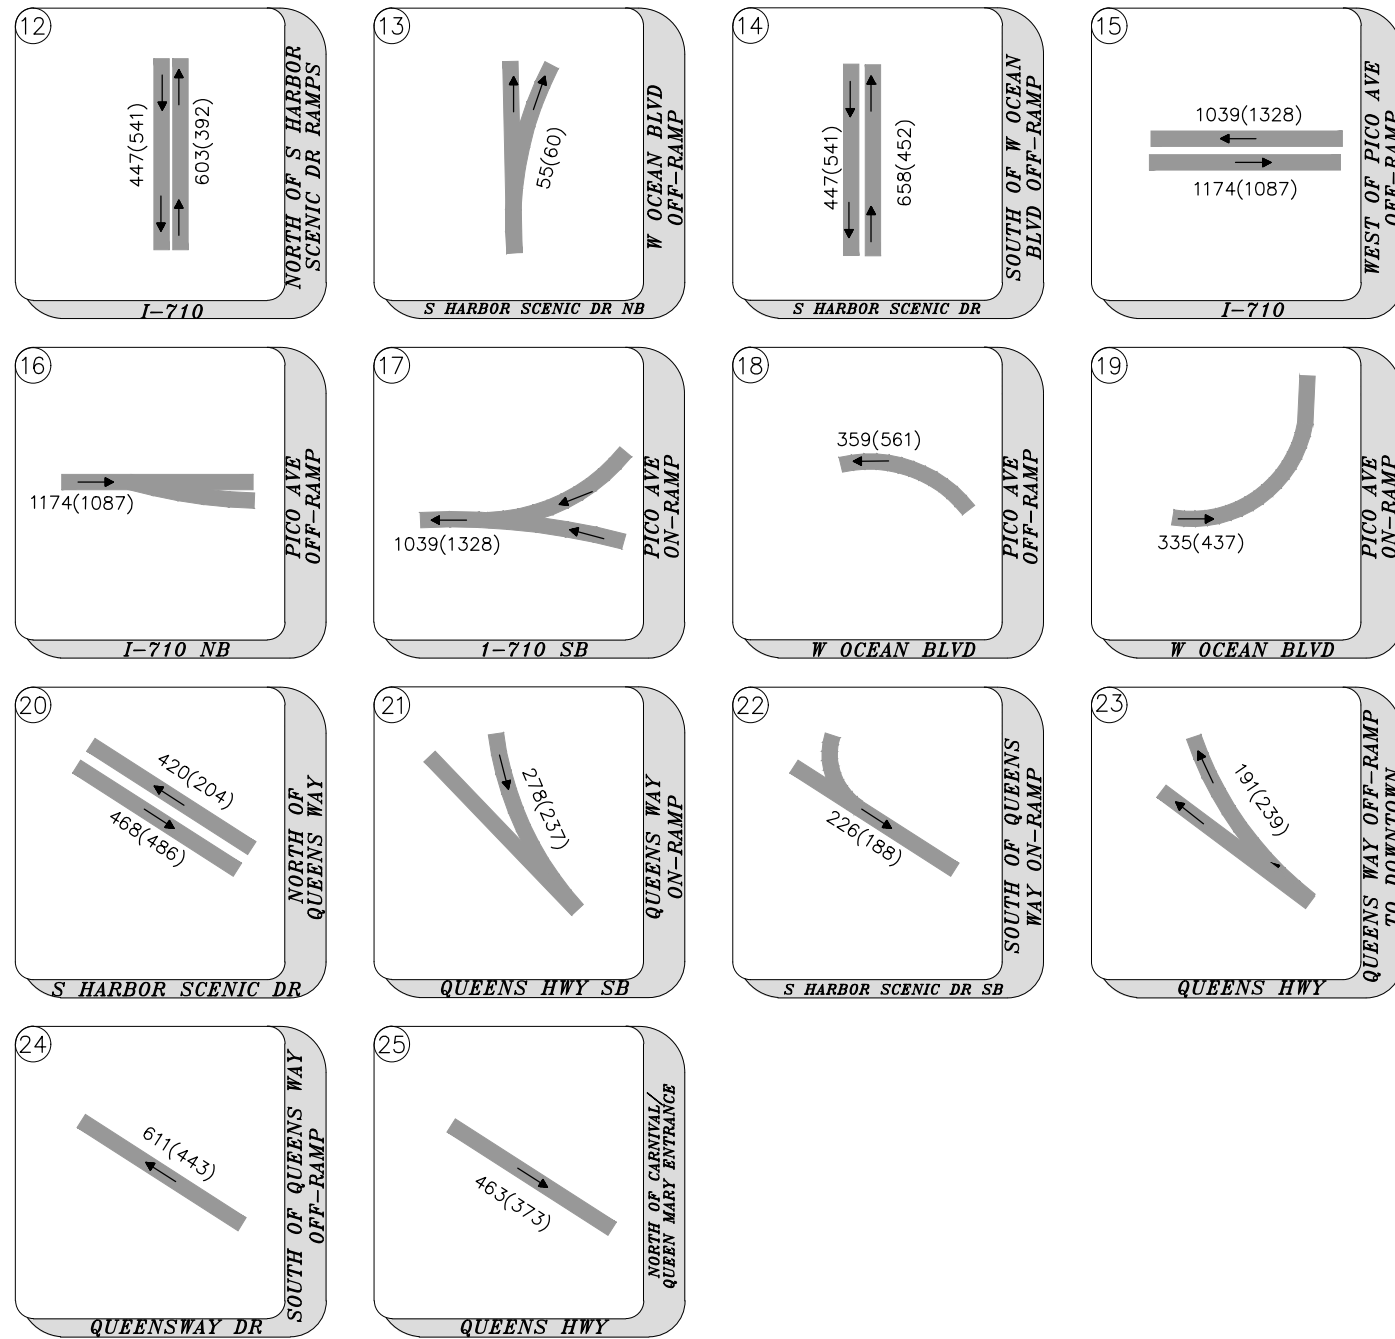 12
447(541)
603(392)
NORTH OF S HARBOR
SCENIC DR RAMPS
I-710
13
55(60)
W OCEAN BLVD
OFF-RAMP
S HARBOR SCENIC DR NB
14
447(541)
658(452)
SOUTH OF W OCEAN
BLVD OFF-RAMP
S HARBOR SCENIC DR
15
1039(1328)
1174(1087)
WEST OF PICO AVE
OFF-RAMP
I-710
16
1174(1087)
PICO AVE
OFF-RAMP
I-710 NB
17
1039(1328)
PICO AVE
ON-RAMP
1-710 SB
18
359(561)
PICO AVE
OFF-RAMP
W OCEAN BLVD
19
335(437)
PICO AVE
ON-RAMP
W OCEAN BLVD
20
420(204)
468(486)
NORTH OF
QUEENS WAY
S HARBOR SCENIC DR
21
278(237)
QUEENS WAY
ON-RAMP
QUEENS HWY SB
22
226(188)
SOUTH OF QUEENS
WAY ON-RAMP
S HARBOR SCENIC DR SB
23
191(239)
QUEENS WAY OFF-RAMP
TO DOWNTOWN
QUEENS HWY
24
611(443)
SOUTH OF QUEENS WAY
OFF-RAMP
QUEENSWAY DR
25
463(373)
NORTH OF CARNIVAL/
QUEEN MARY ENTRANCE
QUEENS HWY